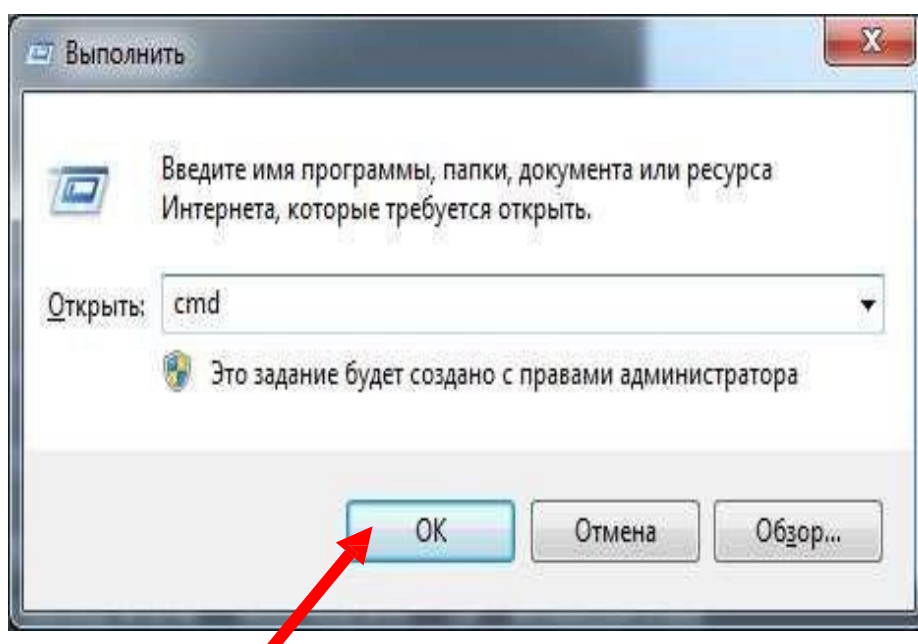 Выполнить
Введите имя программы, папки, документа или ресурса
Интернета, которые требуется открыть.
Открыть:
cmd
Это задание будет создано с правами администратора
OK
Отмена
Обзор...